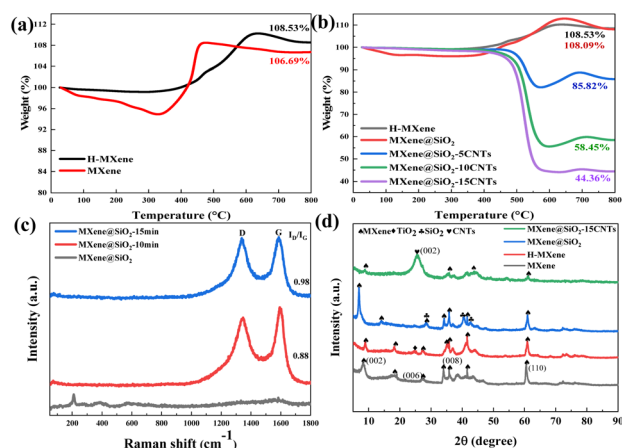 (a)
112
108
104
100
96
92
88
84
80
Weight (%)
108.53%
106.69%
H-MXene
MXene
0 100 200 300 400 500 600 700 800
Temperature (°C)
(b)
110
100
90
80
70
60
50
40
Weight (%)
108.53%
108.09%
85.82%
58.45%
44.36%
H-MXene
MXene@SiO₂
MXene@SiO₂-5CNTs
MXene@SiO₂-10CNTs
MXene@SiO₂-15CNTs
0 100 200 300 400 500 600 700 800
Temperature (°C)
(c)
MXene@SiO₂-15min
MXene@SiO₂-10min
MXene@SiO₂
D G I_D/I_G
0.98
0.88
Intensity (a.u.)
200 400 600 800 1000 1200 1400 1600 1800
Raman shift (cm⁻¹)
(d)
♠MXene♦TiO₂♣SiO₂ ♥CNTs
MXene@SiO₂-15CNTs
MXene@SiO₂
H-MXene
MXene
(002)
(002)
(006)
(008)
(110)
Intensity (a.u.)
10 20 30 40 50 60 70 80 90
2θ (degree)